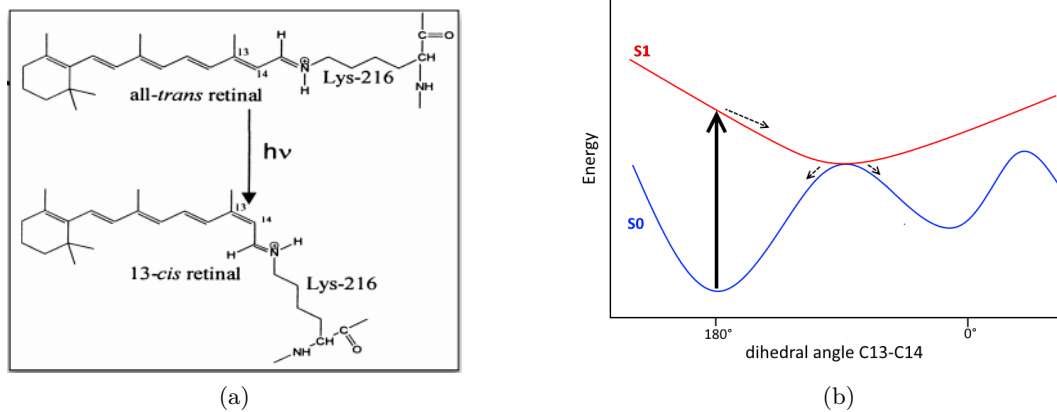 13
14
H
N
⊕
H
Lys-216
C=O
CH
NH
all-trans retinal
hν
13
14
H
N
⊕
H
13-cis retinal
Lys-216
NH
CH
C
O
(a)
S1
S0
Energy
180°
0°
dihedral angle C13-C14
(b)